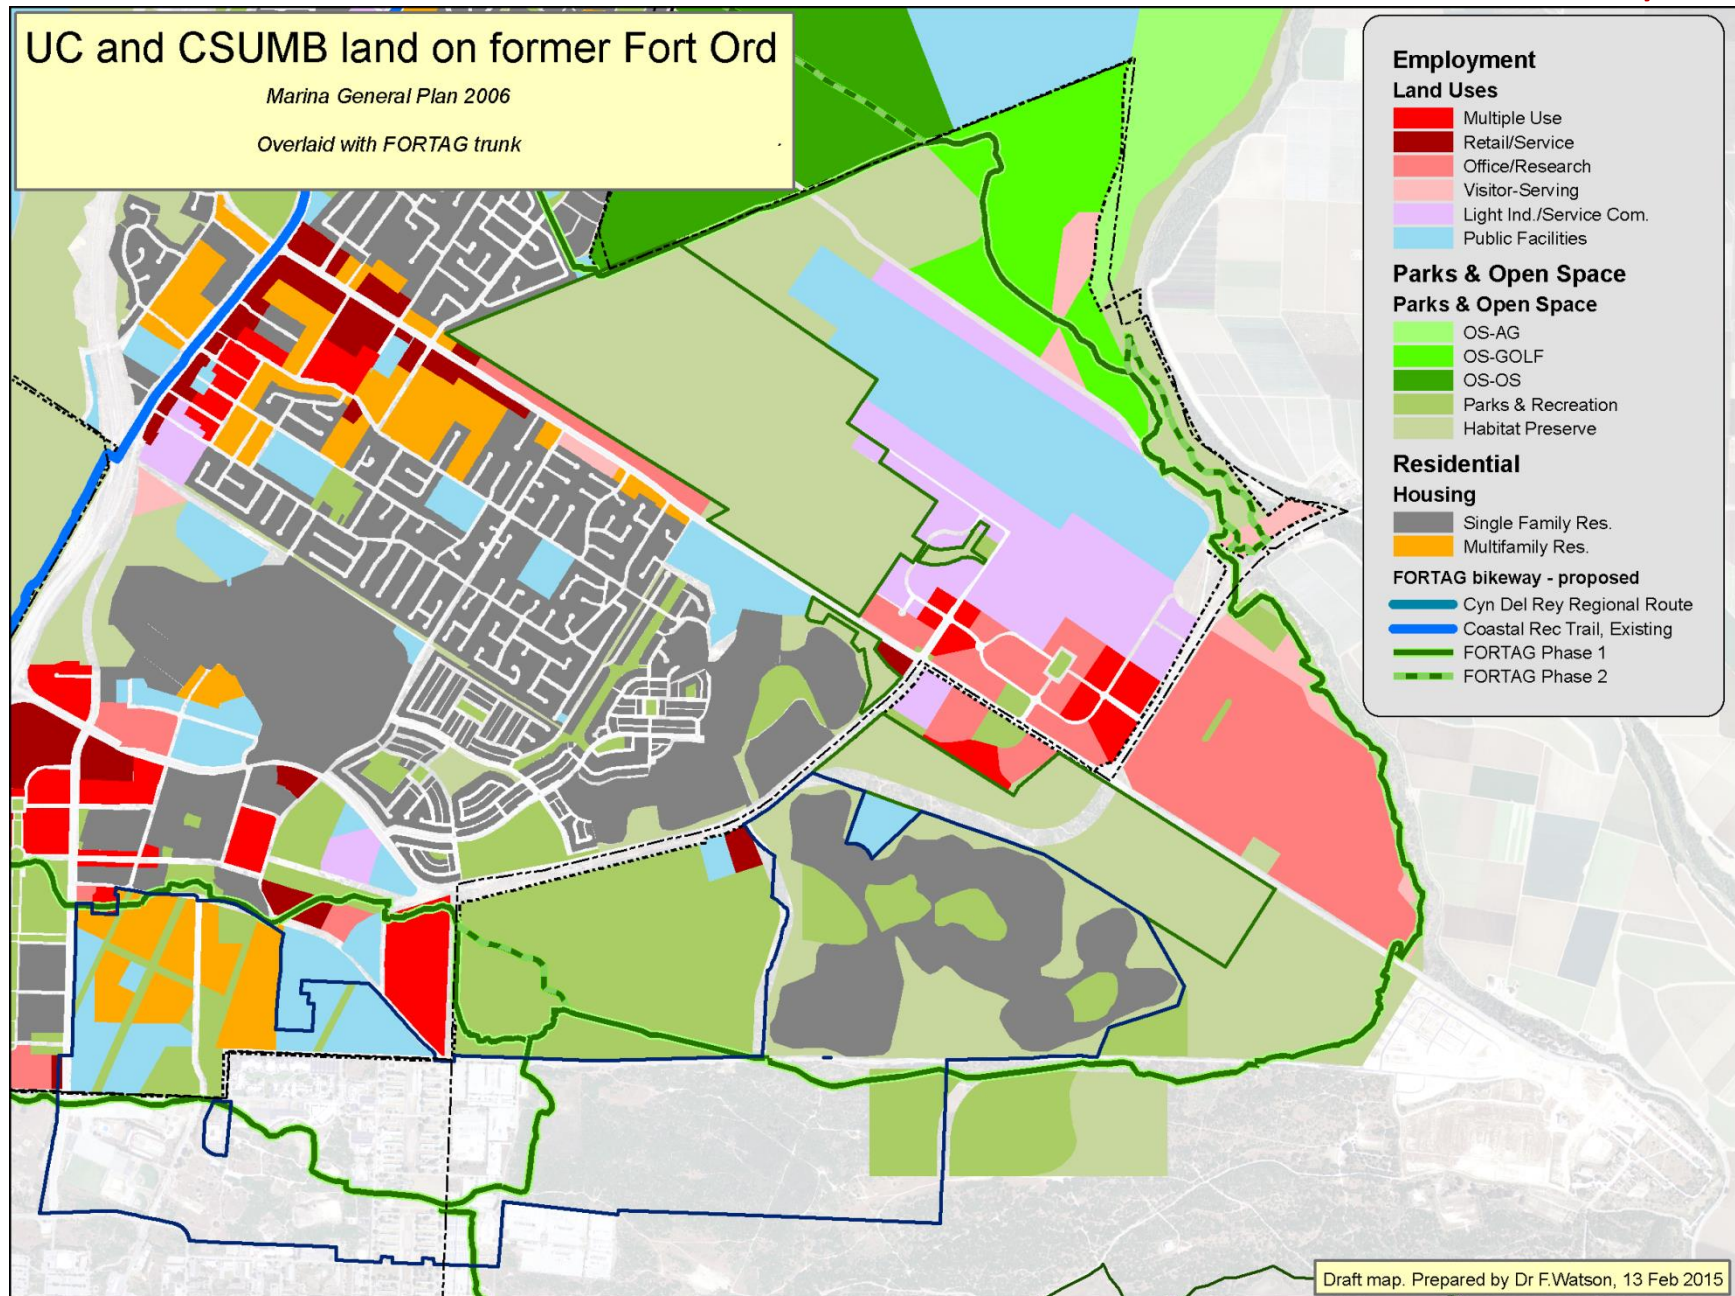 UC and CSUMB land on former Fort Ord
Marina General Plan 2006
Overlaid with FORTAG trunk
Employment
Land Uses
Multiple Use
Retail/Service
Office/Research
Visitor-Serving
Light Ind./Service Com.
Public Facilities
Parks & Open Space
Parks & Open Space
OS-AG
OS-GOLF
OS-OS
Parks & Recreation
Habitat Preserve
Residential
Housing
Single Family Res.
Multifamily Res.
FORTAG bikeway - proposed
Cyn Del Rey Regional Route
Coastal Rec Trail, Existing
FORTAG Phase 1
FORTAG Phase 2
Draft map. Prepared by Dr F.Watson, 13 Feb 2015